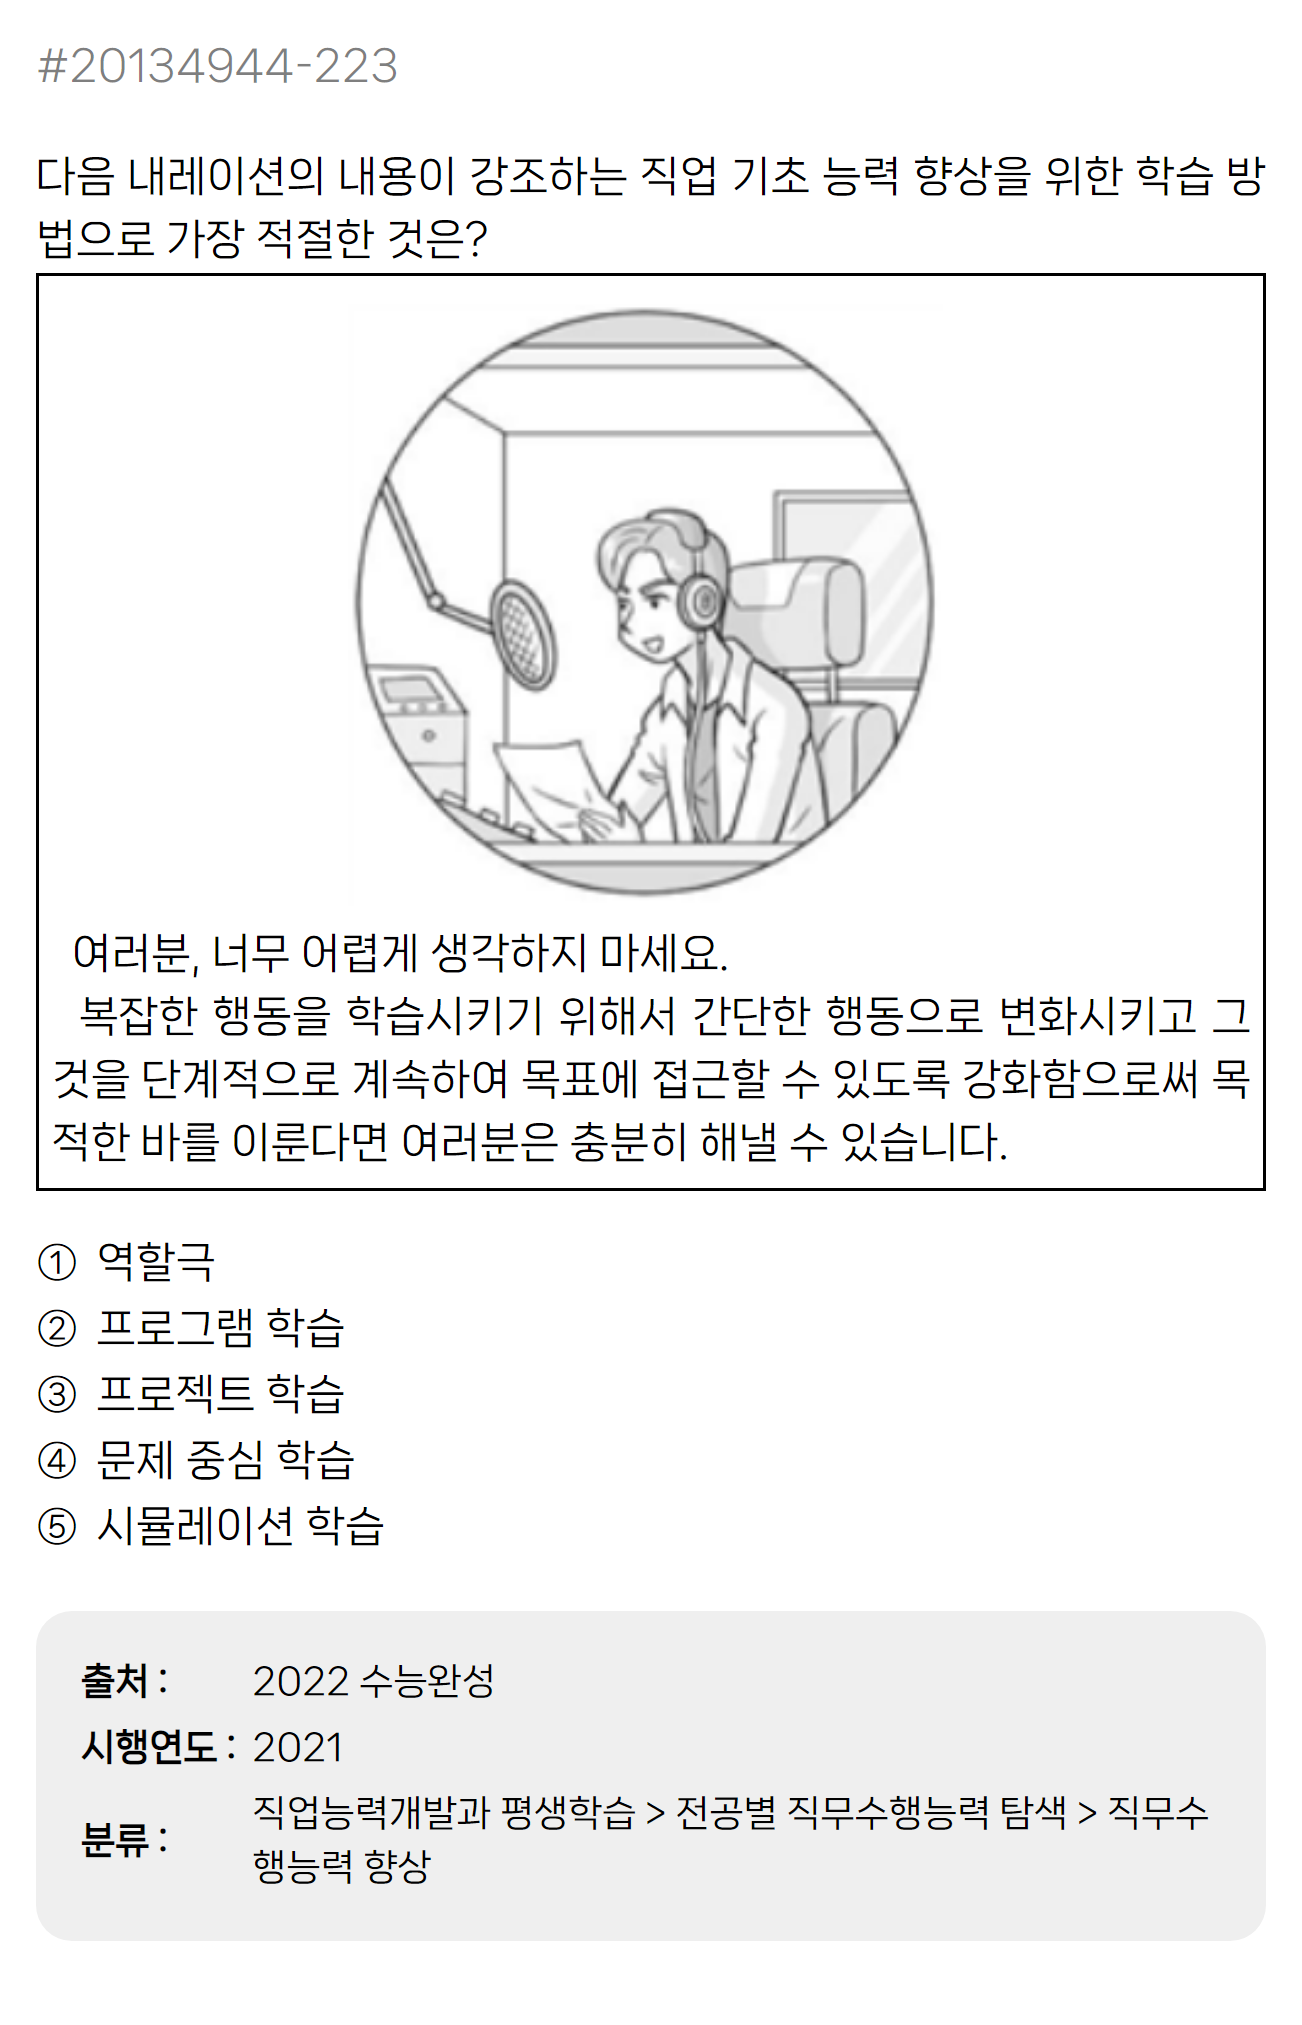 #20134944-223
다음 내레이션의 내용이 강조하는 직업 기초 능력 향상을 위한 학습 방
법으로 가장 적절한 것은?
여러분, 너무 어렵게 생각하지 마세요.
복잡한 행동을 학습시키기 위해서 간단한 행동으로 변화시키고 그
것을 단계적으로 계속하여 목표에 접근할 수 있도록 강화함으로써 목
적한 바를 이룬다면 여러분은 충분히 해낼 수 있습니다.
① 역할극
② 프로그램 학습
③ 프로젝트 학습
④ 문제 중심 학습
⑤ 시뮬레이션 학습
출처 : 2022 수능완성
시행연도 : 2021
분류 : 직업능력개발과 평생학습 > 전공별 직무수행능력 탐색 > 직무수
행능력 향상